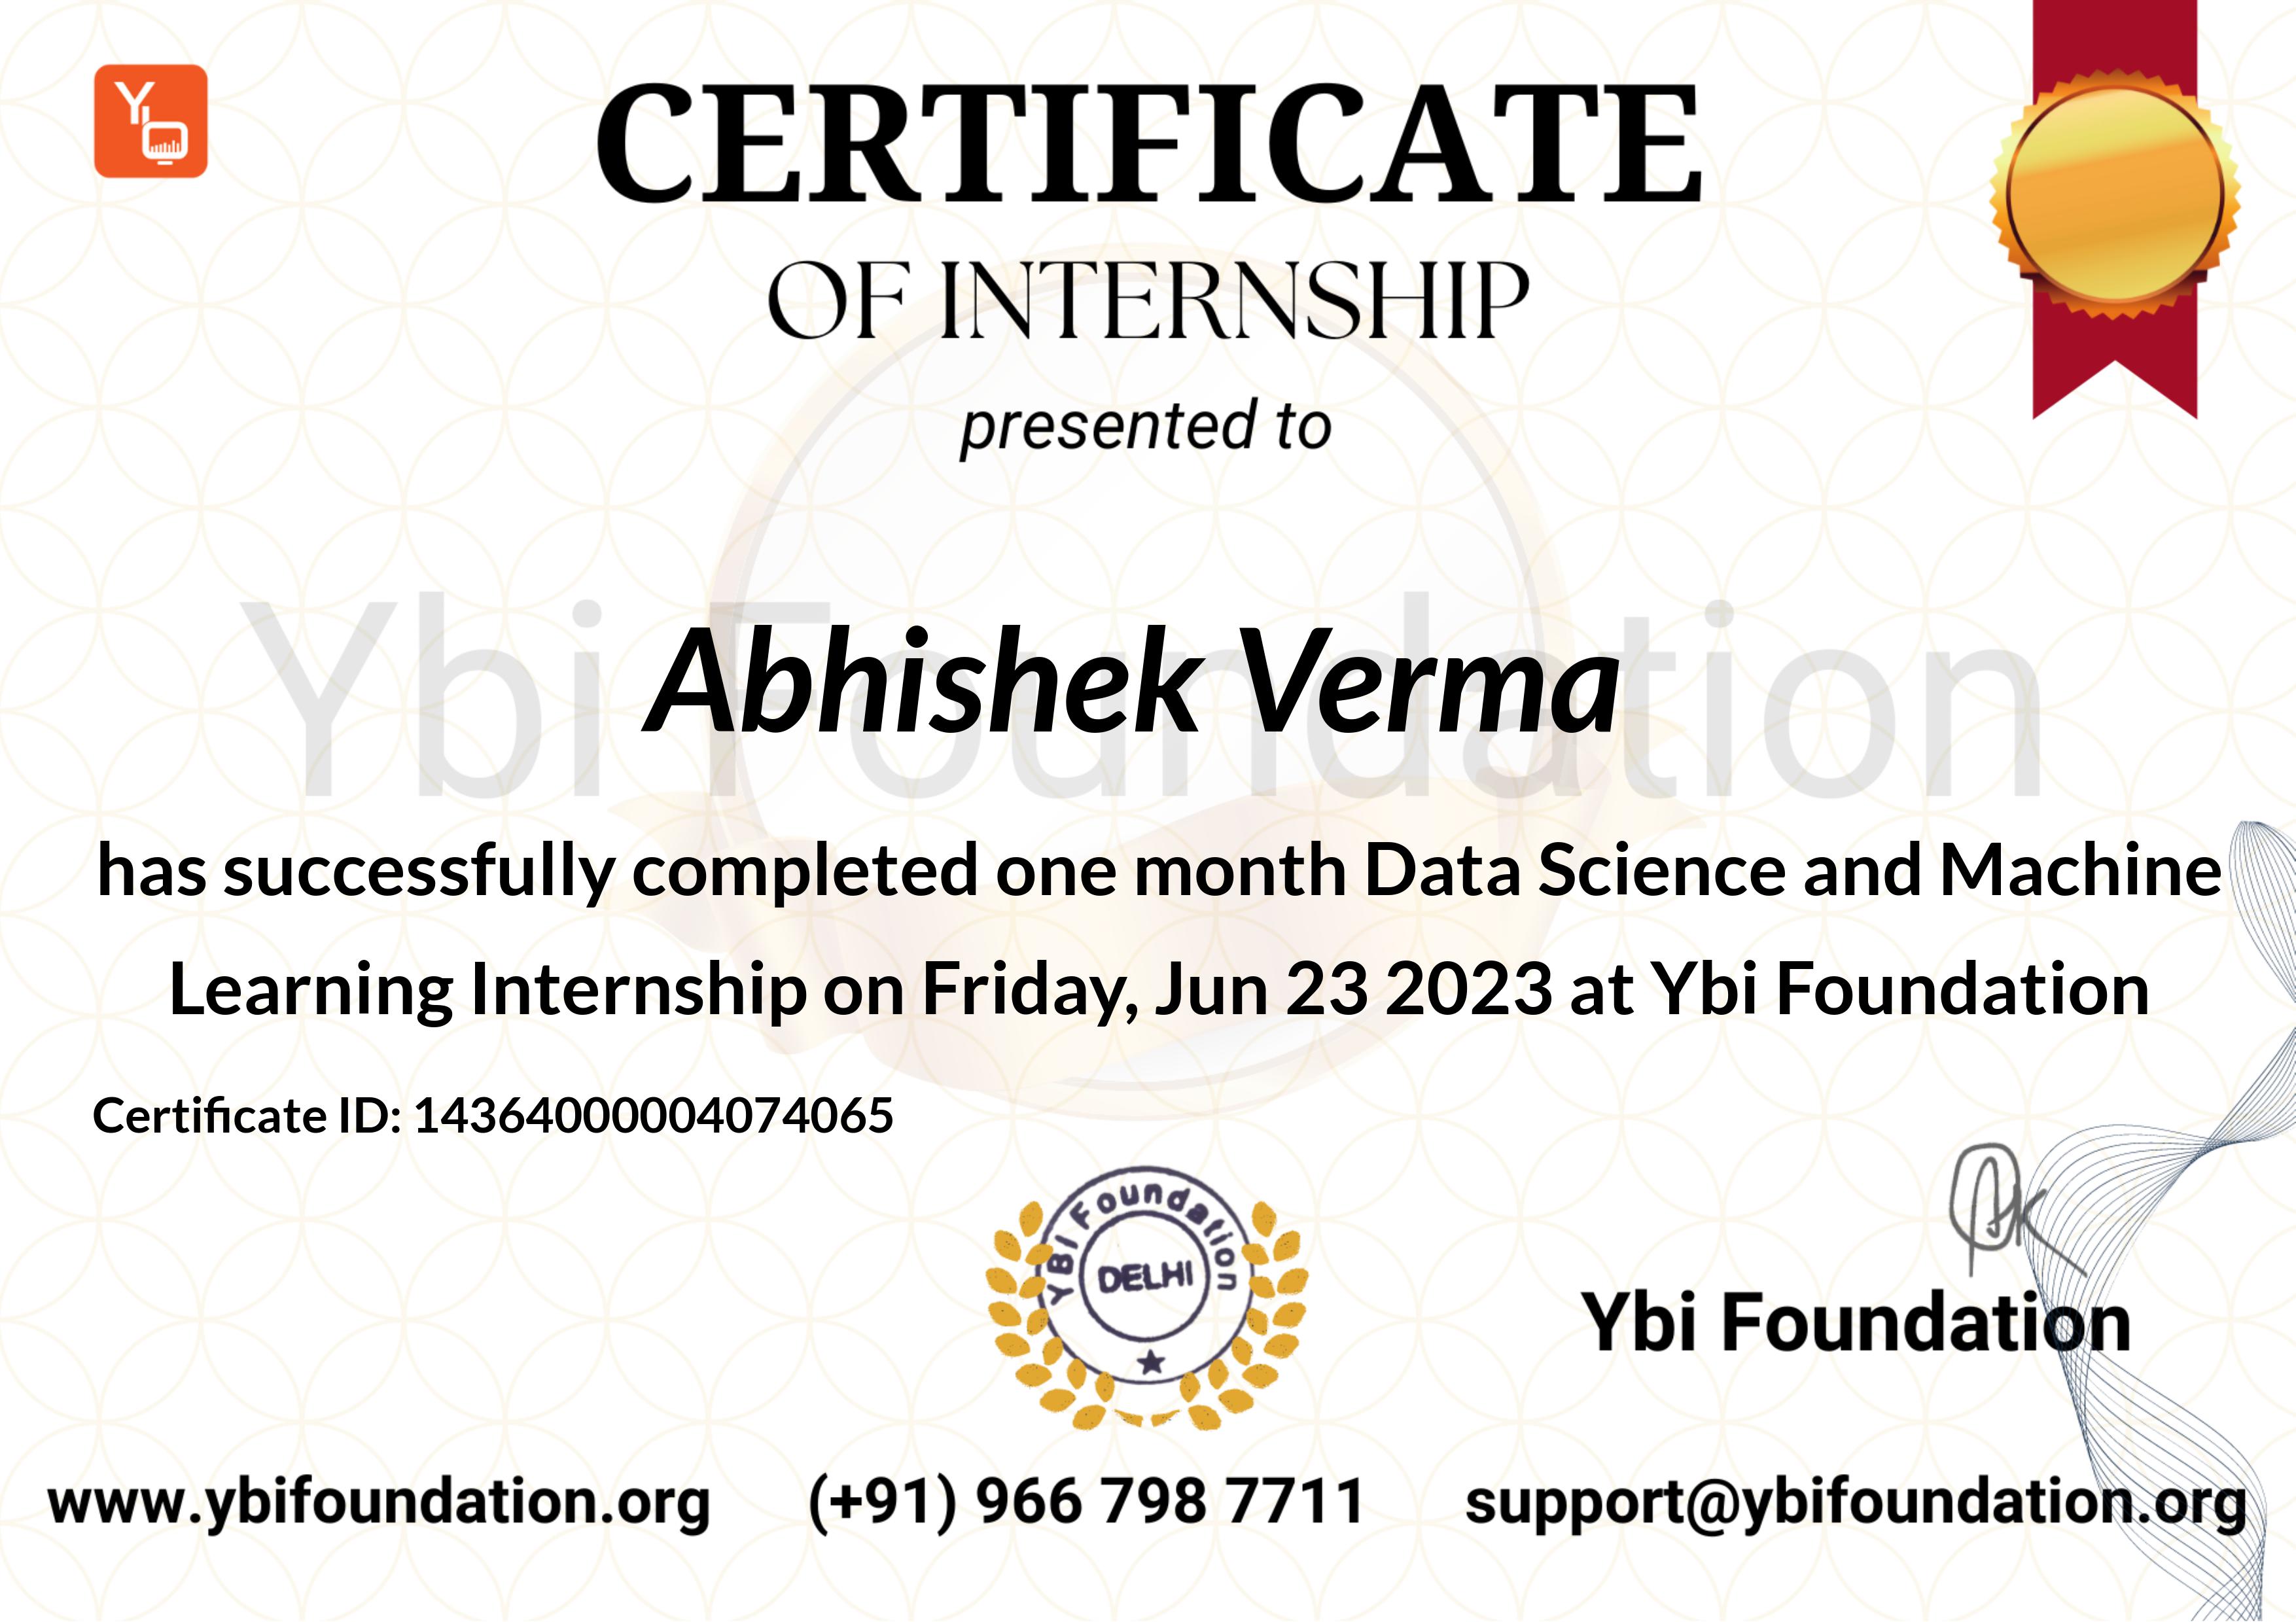 CERTIFICATE
OF INTERNSHIP
presented to
Ybi Foundation
Abhishek Verma
has successfully completed one month Data Science and Machine
Learning Internship on Friday, Jun 23 2023 at Ybi Foundation
Certificate ID: 143640000004074065
YBI Foundation
DELHI
Ybi Foundation
www.ybifoundation.org
(+91) 966 798 7711
support@ybifoundation.org